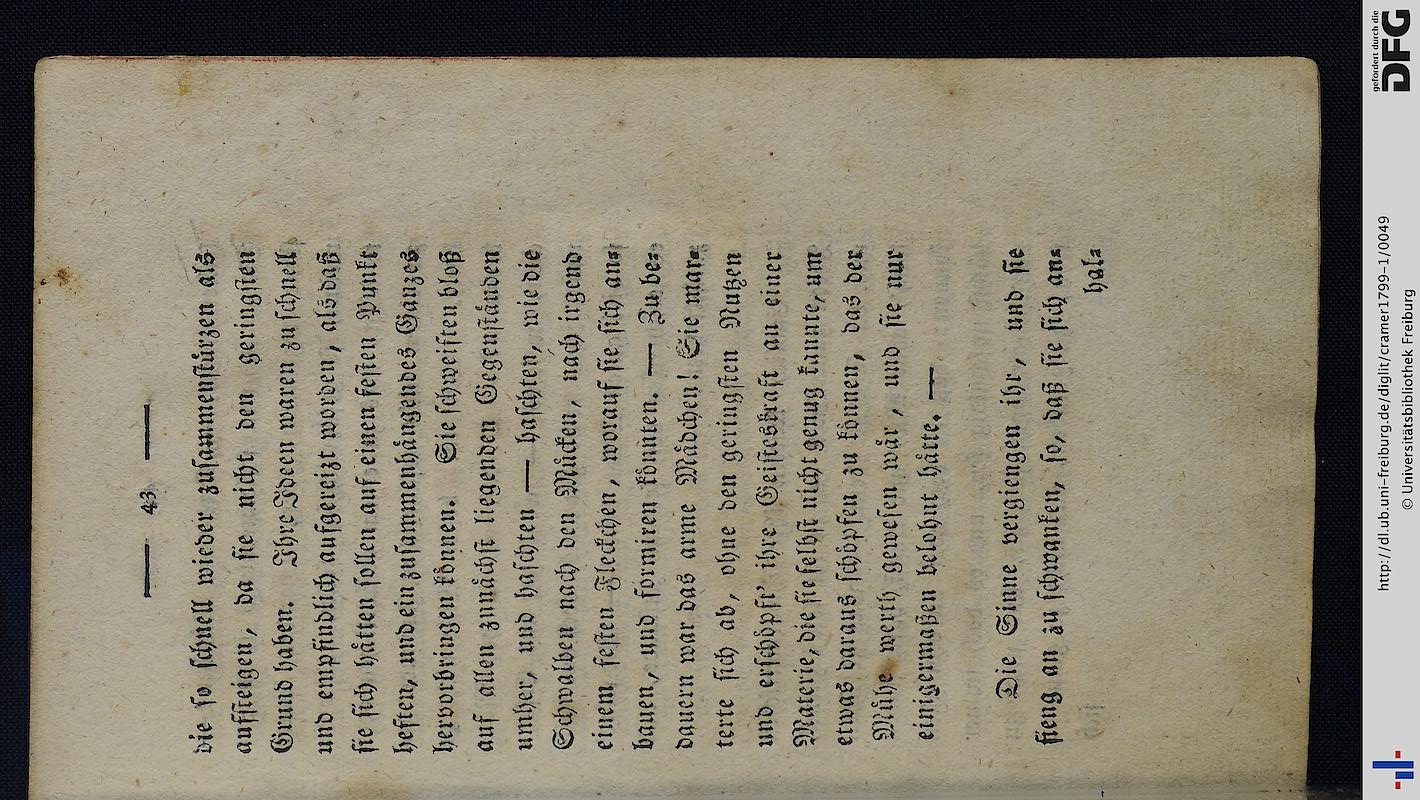 — 43 —
die so schnell wieder zusammenstürzen als
aufsteigen, da sie nicht den geringsten
Grund haben. Ihre Ideen waren zu schnell
und empfindlich aufgereizt worden, als daß
sie sich hätten sollen auf einen festen Punkt
heften, und ein zusammenhängendes Ganzes
hervorbringen können. Sie schweiften bloß
auf allen zunächst liegenden Gegenständen
umher, und haschten — haschten, wie die
Schwalben nach den Mücken, nach irgend
einem festen Fleckchen, worauf sie sich an-
bauen, und formiren könnten. — Zu be-
dauern war das arme Mädchen! Sie mar-
terte sich ab, ohne den geringsten Nutzen
und erschöpft' ihre Geisteskraft an einer
Materie, die sie selbst nicht genug kannte, um
etwas daraus schöpfen zu können, das der
Mühe werth gewesen wär, und sie nur
einigermaßen belohnt hätte. —
Die Sinne vergiengen ihr, und sie
fieng an zu schwanken, so, daß sie sich an-
hal-
http://dl.ub.uni-freiburg.de/diglit/cramer1799-1/0049
© Universitätsbibliothek Freiburg
gefördert durch die
DFG